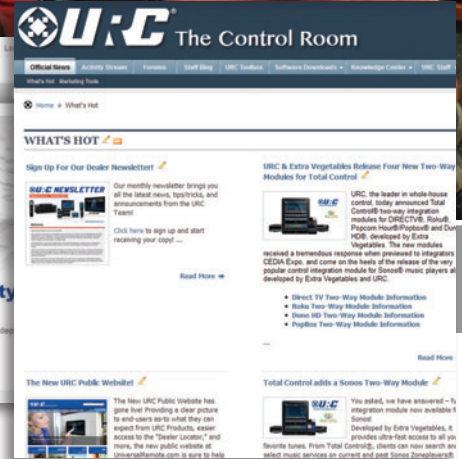 URC® The Control Room
Official News Activity Stream Forums Staff Blog URC Toolbox Software Downloads Knowledge Center URC Staff
What's Hot Marketing Tools
Home » What's Hot
WHAT'S HOT
Sign Up For Our Dealer Newsletter!
URC NEWSLETTER
Our monthly newsletter brings you
all the latest news, tips/tricks, and
announcements from the URC
Team!
Click here to sign up and start
receiving your copy! ...
Read More
URC & Extra Vegetables Release Four New Two-Way
Modules for Total Control
URC, the leader in whole-house
control, today announced Total
Control® two-way integration
modules for DIRECTV®, Roku®,
Popcorn Hour®/Popbox® and Dune
HD®, developed by Extra
Vegetables. The new modules
received a tremendous response when previewed to integrators
CEDIA Expo, and come on the heels of the release of the very
popular control integration module for Sonos® music players
developed by Extra Vegetables and URC.
• Direct TV Two-Way Module Information
• Roku Two-Way Module Information
• Dune HD Two-Way Module Information
• PopBox Two-Way Module Information
...
Read More
The New URC Public Website!
The New URC Public Website has
gone live! Providing a clear picture
to end-users as-to what they can
expect from URC Products, easier
access to the "Dealer Locator," and
more, the new public website at
UniversalRemote.com is sure to help
Total Control adds a Sonos Two-Way Module
URC
You asked, we have answered –
integration module now available
Sonos!
Developed by Extra Vegetables, it
provides ultra-fast access to all
favorite tunes. From Total Control®, clients can now search
select music services on current and past Sonos Zoneplayers®